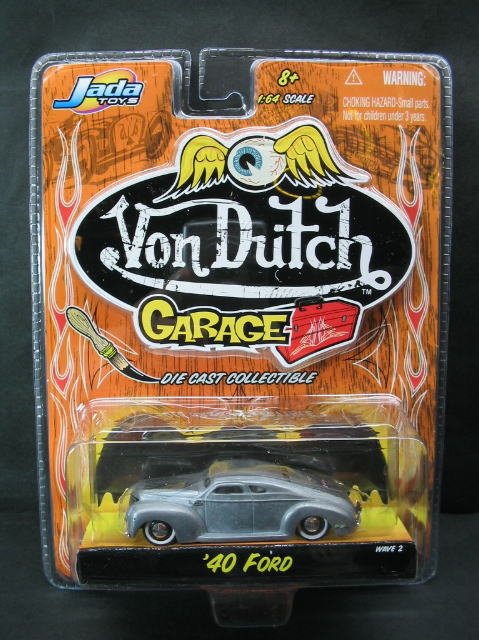 Jada
TOYS
8+
1:64 SCALE
WARNING:
CHOKING HAZARD-Small parts.
Not for children under 3 years.
Von Dutch
TM
GARAGE
DIE CAST COLLECTIBLE
'40 FORD
WAVE 2